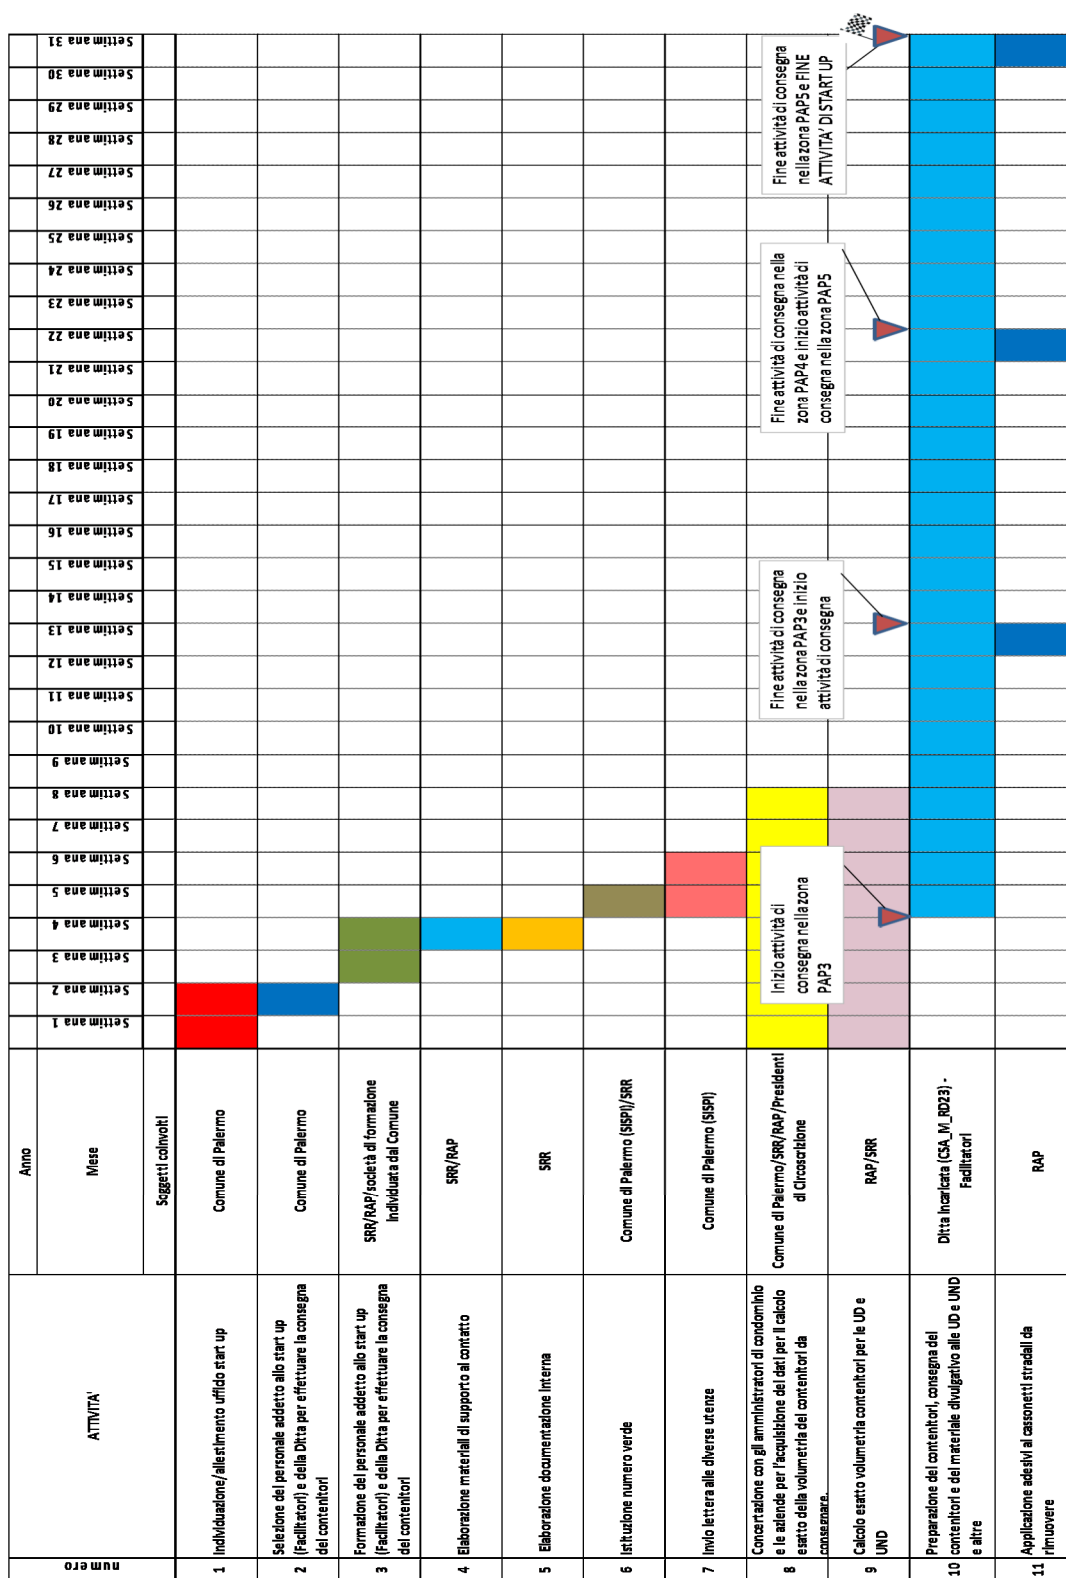 numero
ATTIVITA'
Anno
Mese
Soggetti coinvolti
Settimana 1
Settimana 2
Settimana 3
Settimana 4
Settimana 5
Settimana 6
Settimana 7
Settimana 8
Settimana 9
Settimana 10
Settimana 11
Settimana 12
Settimana 13
Settimana 14
Settimana 15
Settimana 16
Settimana 17
Settimana 18
Settimana 19
Settimana 20
Settimana 21
Settimana 22
Settimana 23
Settimana 24
Settimana 25
Settimana 26
Settimana 27
Settimana 28
Settimana 29
Settimana 30
Settimana 31
1
Individuazione/allestimento ufficio start up
Comune di Palermo
2
Selezione del personale addetto allo start up
(Facilitatori) e della Ditta per effettuare la consegna
dei contenitori
Comune di Palermo
3
Formazione del personale addetto allo start up
(Facilitatori) e della Ditta per effettuare la consegna
dei contenitori
SRR/RAP/società di formazione
individuata dal Comune
4
Elaborazione materiali di supporto al contatto
SRR/RAP
5
Elaborazione documentazione interna
SRR
6
Istituzione numero verde
Comune di Palermo (SISPI)/SRR
7
Invio lettera alle diverse utenze
Comune di Palermo (SISPI)
8
Concertazione con gli amministratori di condominio
e le aziende per l'acquisizione dei dati per il calcolo
esatto della volumetria dei contenitori da
consegnare.
Comune di Palermo/SRR/RAP/Presidenti
di Circoscrizione
9
Calcolo esatto volumetria contenitori per le UD e
UND
RAP/SRR
10
Preparazione dei contenitori, consegna dei
contenitori e del materiale divulgativo alle UD e UND
e altre
Ditta incaricata (CSA_M_RD23) -
Facilitatori
11
Applicazione adesivi ai cassonetti stradali da
rimuovere
RAP
Inizio attività di
consegna nella zona
PAP3
Fine attività di consegna
nella zona PAP3 e inizio
attività di consegna
Fine attività di consegna nella
zona PAP4 e inizio attività di
consegna nella zona PAP5
Fine attività di consegna
nella zona PAP5 e FINE
ATTIVITA' DI START UP